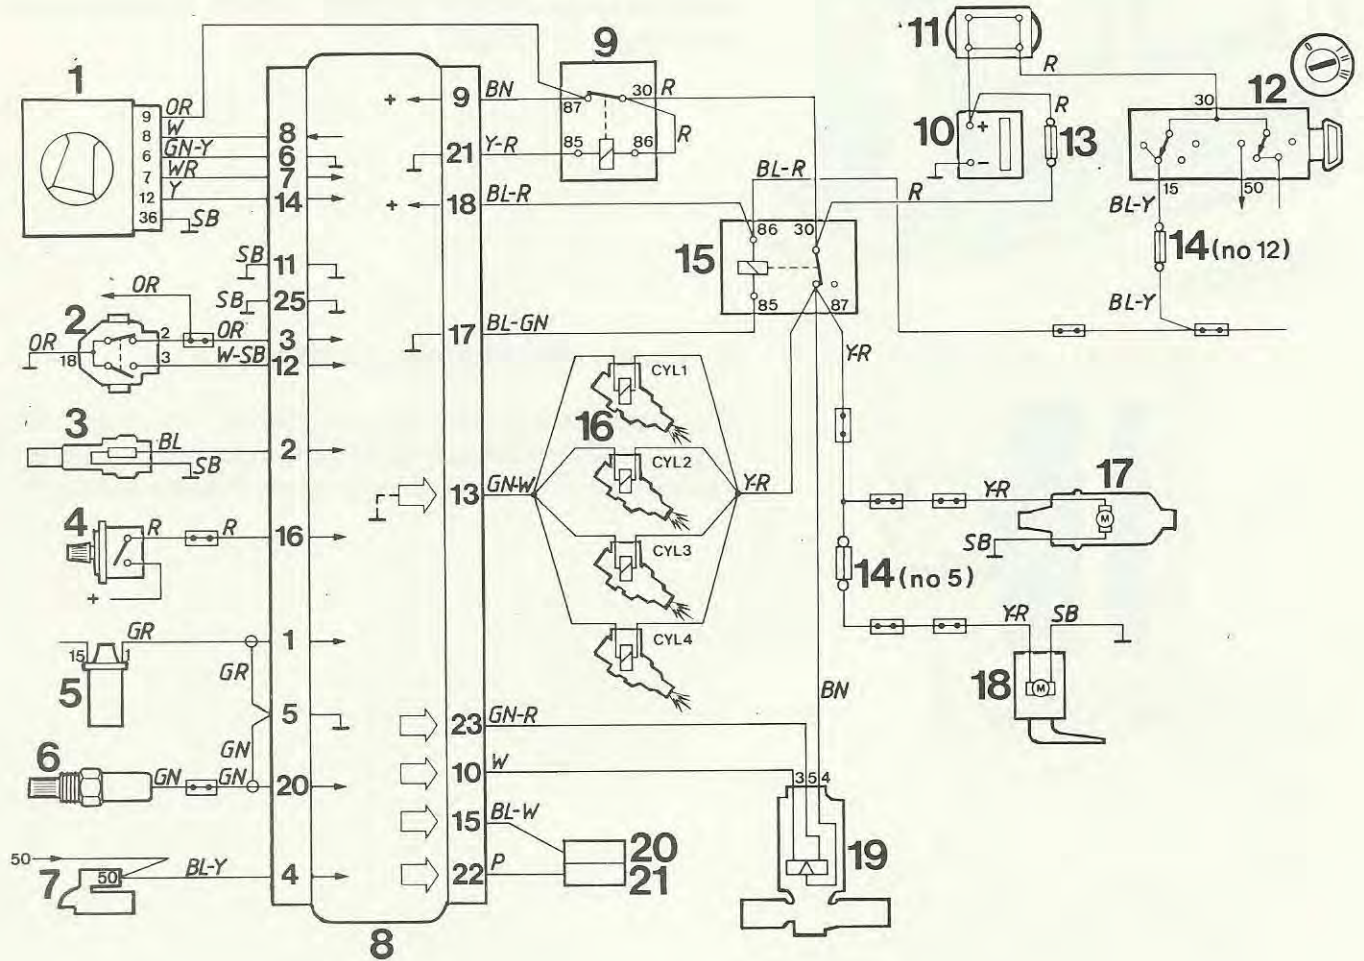 1
9 OR
8 W
6 GN-Y
7 WR
12 Y
36 SB
2
OR
OR
18
2 OR
3 W-SB
3
BL
SB
4
R R
+
5
15 1 GR
GR
GN
6
GN GN
7
50
50
BL-Y
8
6
7
14
SB 11
SB 25
3
12
2
16
1
5
20
4
8
+ 9 BN
21 Y-R
+ 18 BL-R
17 BL-GN
13 GN-W
23 GN-R
10 W
15 BL-W
22 P
9
87 30 R
85 86 R
10
+
-
11
R
R
13
12
0 I II III
30
15 50
BL-Y
14 (no 12)
BL-Y
BL-R
R
15
86 30
85 87
Y-R
16
CYL1
CYL2
CYL3
CYL4
Y-R
17
Y-R
M
SB
14 (no 5)
18
Y-R SB
M
BN
3 5 4
19
20
21